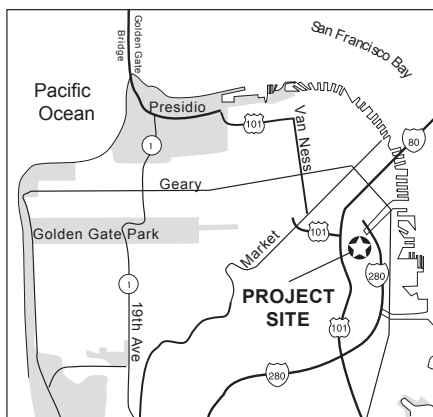 Golden Gate
Bridge
San Francisco Bay
Pacific
Ocean
Presidio
Van Ness
101
80
1
Geary
Golden Gate Park
Market
101
280
1
19th Ave
PROJECT
SITE
101
280